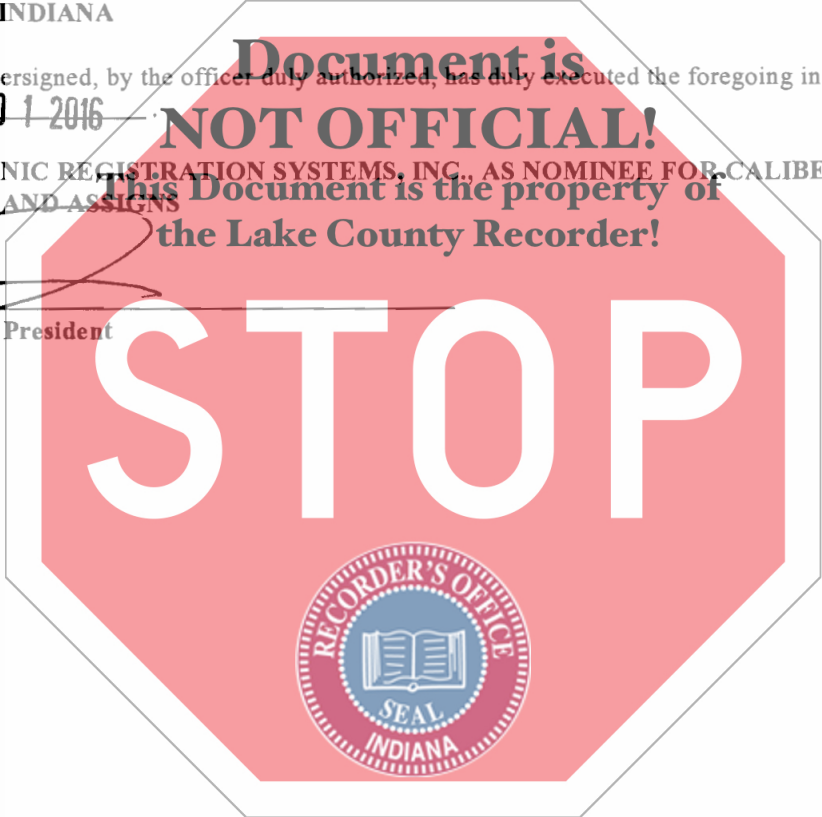 INDIANA
Document is
ersigned, by the officer duly authorized, has duly executed the foregoing in
1 2016
NOT OFFICIAL!
NIC REGISTRATION SYSTEMS, INC., AS NOMINEE FOR CALIBE
This Document is the property of
AND ASSIGNS
the Lake County Recorder!
President
STOP
RECORDER'S OFFICE
SEAL
INDIANA